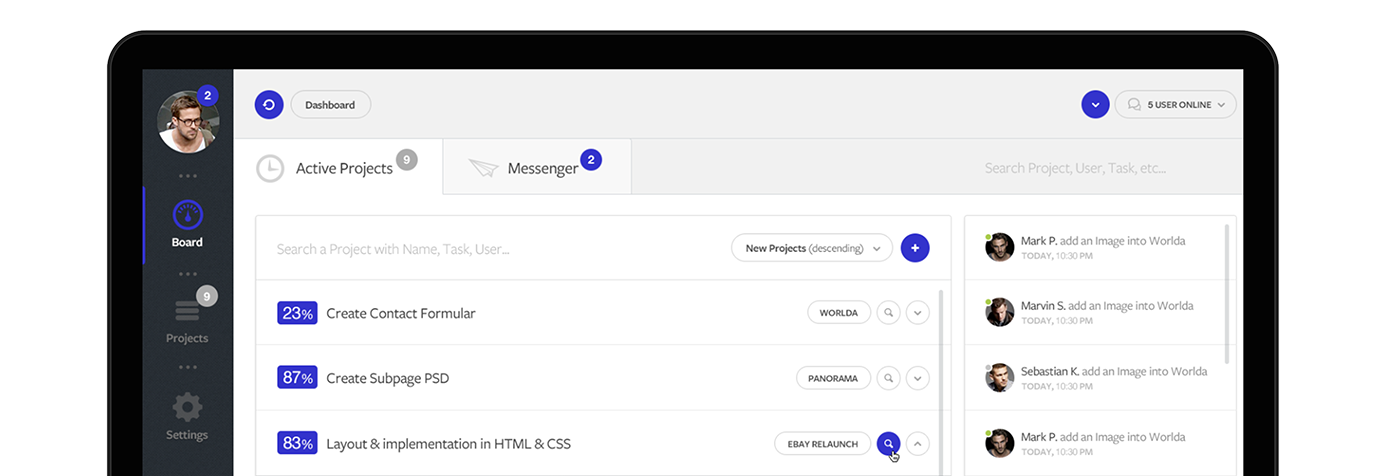 2
Dashboard
5 USER ONLINE
Active Projects 9
Messenger 2
Search Project, User, Task, etc...
Board
9
Projects
Settings
Search a Project with Name, Task, User...
New Projects (descending)
+
23% Create Contact Formular
WORLDA
87% Create Subpage PSD
PANORAMA
83% Layout & implementation in HTML & CSS
EBAY RELAUNCH
Mark P. add an Image into Worlda
TODAY, 10:30 PM
Marvin S. add an Image into Worlda
TODAY, 10:30 PM
Sebastian K. add an Image into Worlda
TODAY, 10:30 PM
Mark P. add an Image into Worlda
TODAY, 10:30 PM